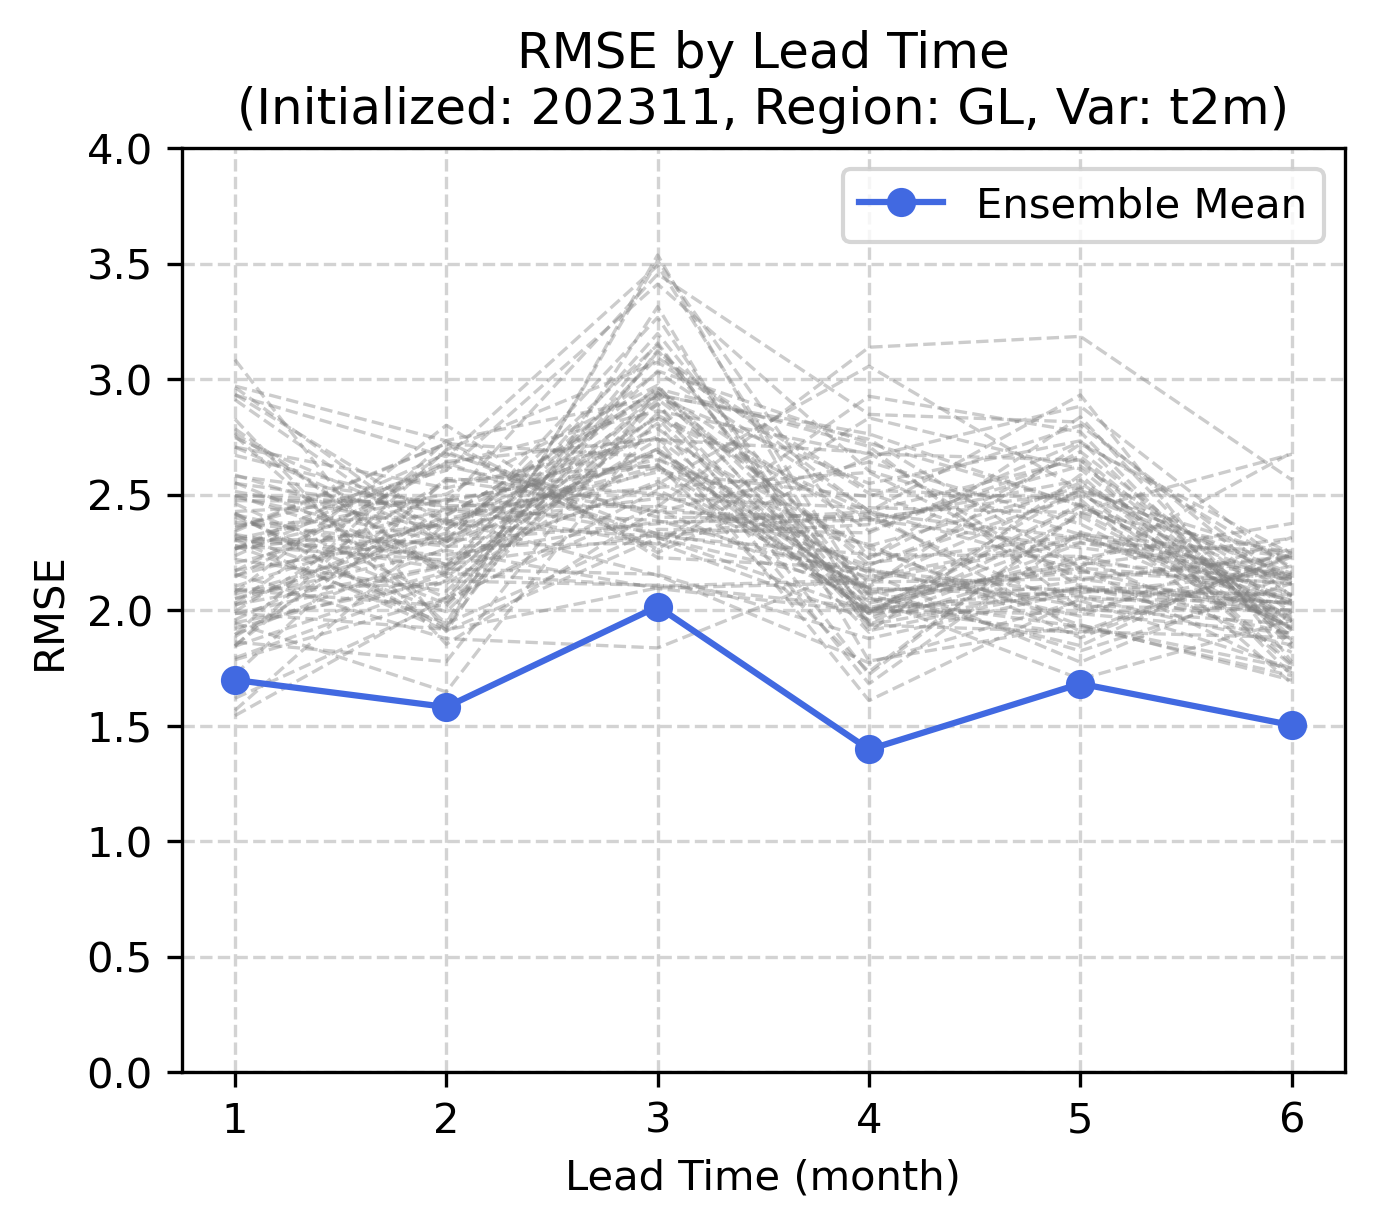 RMSE by Lead Time
(Initialized: 202311, Region: GL, Var: t2m)
Ensemble Mean
RMSE
4.0
3.5
3.0
2.5
2.0
1.5
1.0
0.5
0.0
1 2 3 4 5 6
Lead Time (month)